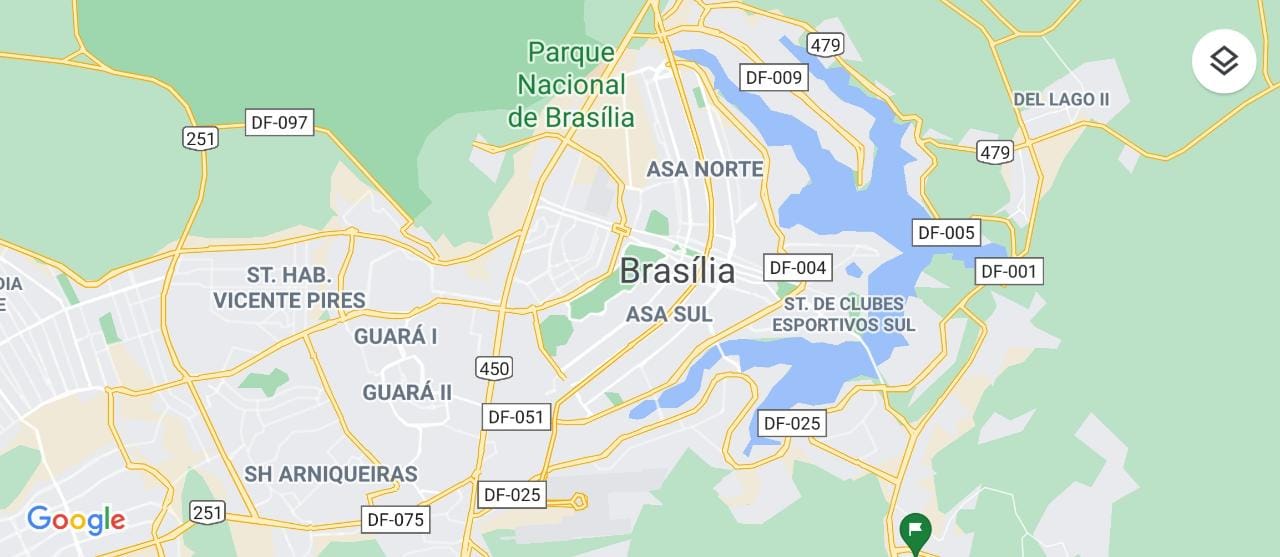 Parque
Nacional
de Brasília
479
DF-009
DEL LAGO II
DF-097
251
479
ASA NORTE
DF-005
Brasília
DF-004
DF-001
DIA
E
ST. HAB.
VICENTE PIRES
ASA SUL
ST. DE CLUBES
ESPORTIVOS SUL
GUARÁ I
450
GUARÁ II
DF-051
DF-025
SH ARNIQUEIRAS
DF-025
251
Google
DF-075